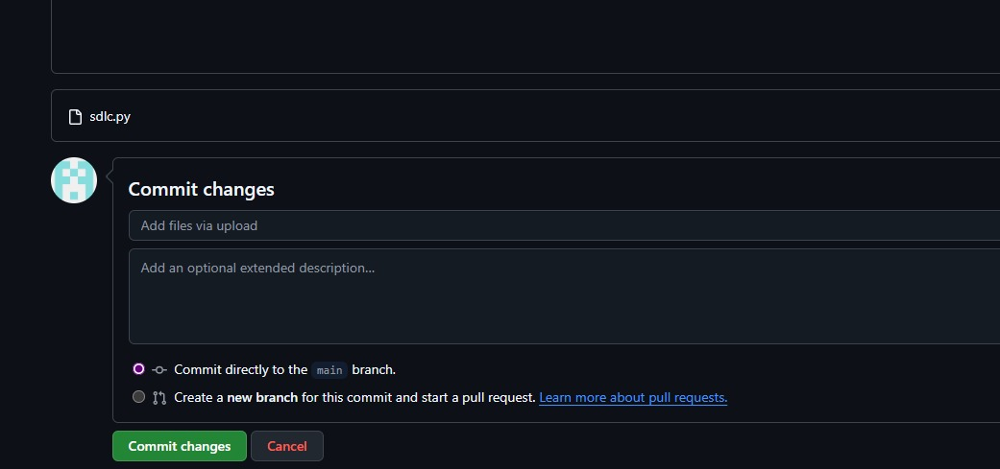 sdlc.py
Commit changes
Add files via upload
Add an optional extended description...
Commit directly to the main branch.
Create a new branch for this commit and start a pull request. Learn more about pull requests.
Commit changes Cancel